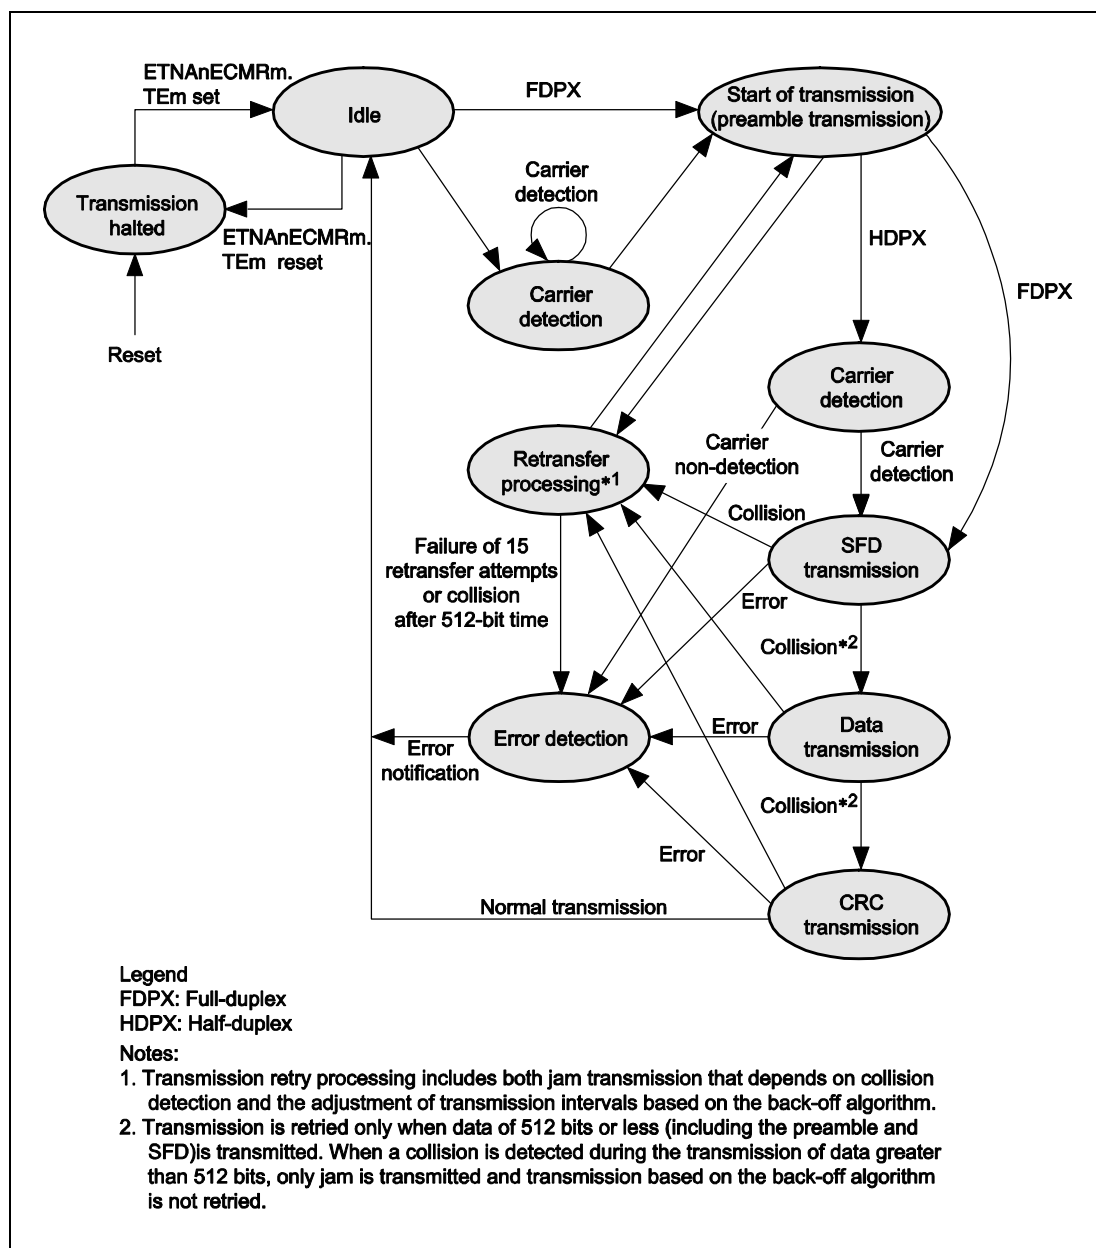 ETNAnECMRm.
TEm set
Idle
FDPX
Start of transmission
(preamble transmission)
Transmission
halted
ETNAnECMRm.
TEm reset
Reset
Carrier
detection
Carrier
detection
HDPX
FDPX
Carrier
detection
Carrier
non-detection
Carrier
detection
Retransfer
processing*1
Collision
SFD
transmission
Failure of 15
retransfer attempts
or collision
after 512-bit time
Error
Collision*2
Error detection
Error
Data
transmission
Error
notification
Collision*2
Error
Normal transmission
CRC
transmission
Legend
FDPX: Full-duplex
HDPX: Half-duplex
Notes:
1. Transmission retry processing includes both jam transmission that depends on collision
detection and the adjustment of transmission intervals based on the back-off algorithm.
2. Transmission is retried only when data of 512 bits or less (including the preamble and
SFD)is transmitted. When a collision is detected during the transmission of data greater
than 512 bits, only jam is transmitted and transmission based on the back-off algorithm
is not retried.